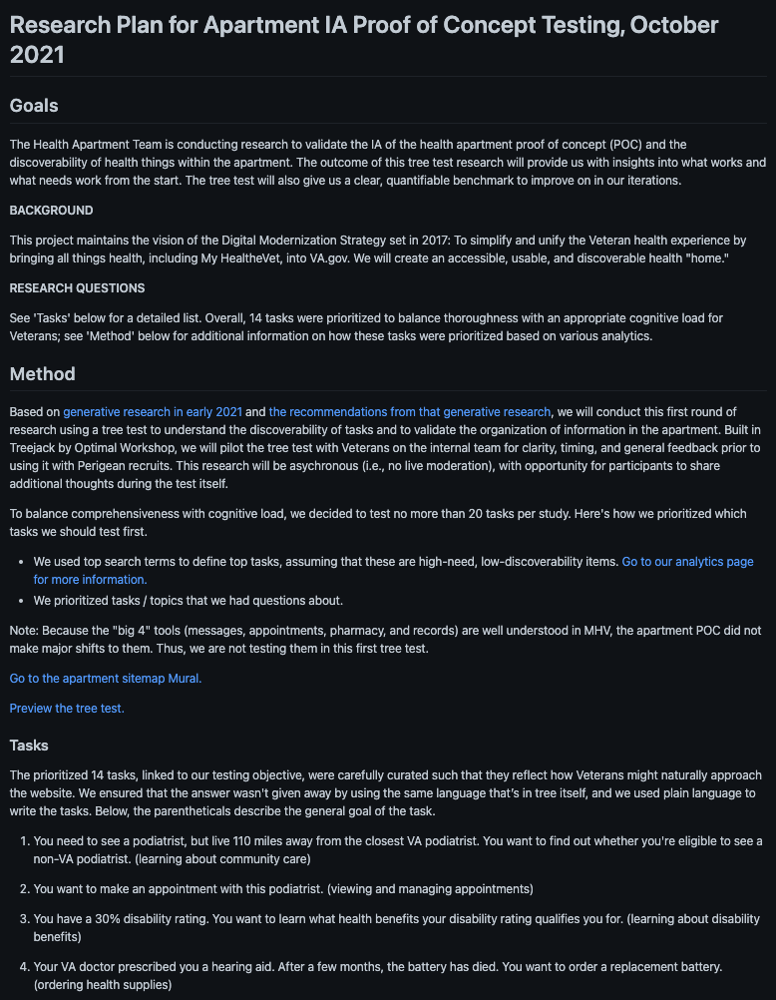 Research Plan for Apartment IA Proof of Concept Testing, October
2021
Goals
The Health Apartment Team is conducting research to validate the IA of the health apartment proof of concept (POC) and the
discoverability of health things within the apartment. The outcome of this tree test research will provide us with insights into what works and
what needs work from the start. The tree test will also give us a clear, quantifiable benchmark to improve on in our iterations.
BACKGROUND
This project maintains the vision of the Digital Modernization Strategy set in 2017: To simplify and unify the Veteran health experience by
bringing all things health, including My HealtheVet, into VA.gov. We will create an accessible, usable, and discoverable health "home."
RESEARCH QUESTIONS
See 'Tasks' below for a detailed list. Overall, 14 tasks were prioritized to balance thoroughness with an appropriate cognitive load for
Veterans; see 'Method' below for additional information on how these tasks were prioritized based on various analytics.
Method
Based on generative research in early 2021 and the recommendations from that generative research, we will conduct this first round of
research using a tree test to understand the discoverability of tasks and to validate the organization of information in the apartment. Built in
Treejack by Optimal Workshop, we will pilot the tree test with Veterans on the internal team for clarity, timing, and general feedback prior to
using it with Perigean recruits. This research will be asychronous (i.e., no live moderation), with opportunity for participants to share
additional thoughts during the test itself.
To balance comprehensiveness with cognitive load, we decided to test no more than 20 tasks per study. Here's how we prioritized which
tasks we should test first.
• We used top search terms to define top tasks, assuming that these are high-need, low-discoverability items. Go to our analytics page
for more information.
• We prioritized tasks / topics that we had questions about.
Note: Because the "big 4" tools (messages, appointments, pharmacy, and records) are well understood in MHV, the apartment POC did not
make major shifts to them. Thus, we are not testing them in this first tree test.
Go to the apartment sitemap Mural.
Preview the tree test.
Tasks
The prioritized 14 tasks, linked to our testing objective, were carefully curated such that they reflect how Veterans might naturally approach
the website. We ensured that the answer wasn't given away by using the same language that's in tree itself, and we used plain language to
write the tasks. Below, the parentheticals describe the general goal of the task.
1. You need to see a podiatrist, but live 110 miles away from the closest VA podiatrist. You want to find out whether you're eligible to see a
non-VA podiatrist. (learning about community care)
2. You want to make an appointment with this podiatrist. (viewing and managing appointments)
3. You have a 30% disability rating. You want to learn what health benefits your disability rating qualifies you for. (learning about disability
benefits)
4. Your VA doctor prescribed you a hearing aid. After a few months, the battery has died. You want to order a replacement battery.
(ordering health supplies)